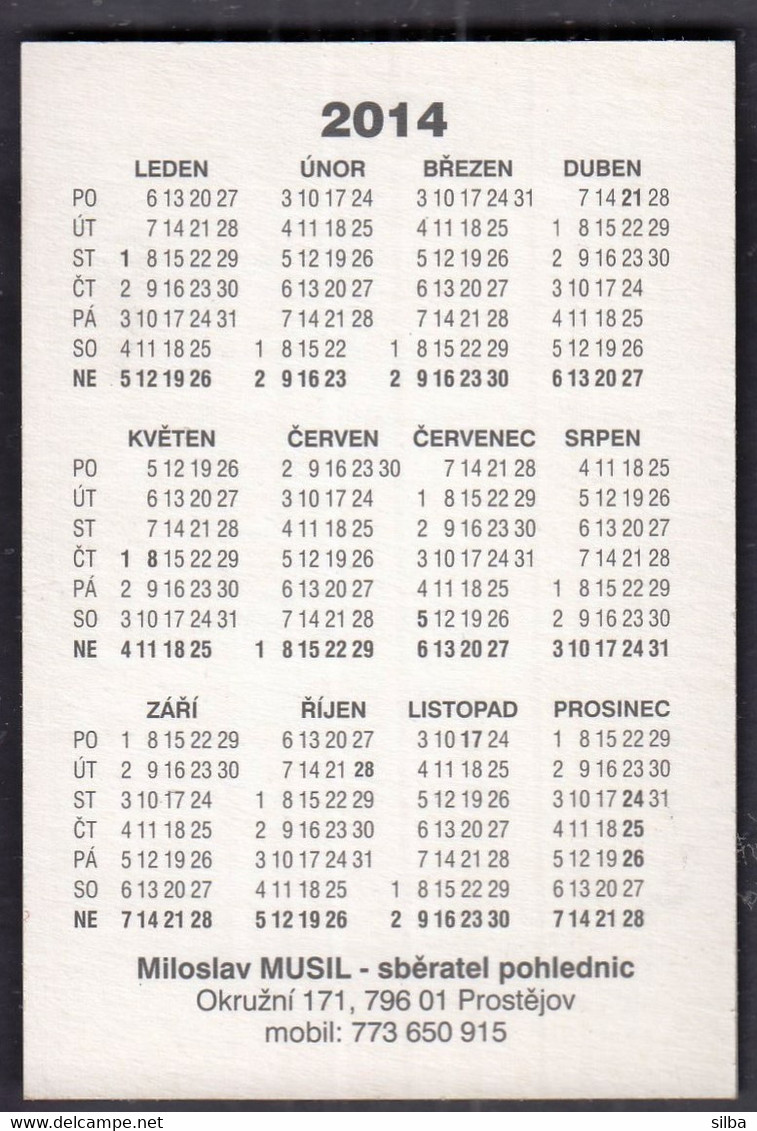 2014
LEDEN ÚNOR BŘEZEN DUBEN
PO 6 13 20 27 3 10 17 24 3 10 17 24 31 7 14 21 28
ÚT 7 14 21 28 4 11 18 25 4 11 18 25 1 8 15 22 29
ST 1 8 15 22 29 5 12 19 26 5 12 19 26 2 9 16 23 30
ČT 2 9 16 23 30 6 13 20 27 6 13 20 27 3 10 17 24
PÁ 3 10 17 24 31 7 14 21 28 7 14 21 28 4 11 18 25
SO 4 11 18 25 1 8 15 22 1 8 15 22 29 5 12 19 26
NE 5 12 19 26 2 9 16 23 2 9 16 23 30 6 13 20 27
KVĚTEN ČERVEN ČERVENEC SRPEN
PO 5 12 19 26 2 9 16 23 30 7 14 21 28 4 11 18 25
ÚT 6 13 20 27 3 10 17 24 1 8 15 22 29 5 12 19 26
ST 7 14 21 28 4 11 18 25 2 9 16 23 30 6 13 20 27
ČT 1 8 15 22 29 5 12 19 26 3 10 17 24 31 7 14 21 28
PÁ 2 9 16 23 30 6 13 20 27 4 11 18 25 1 8 15 22 29
SO 3 10 17 24 31 7 14 21 28 5 12 19 26 2 9 16 23 30
NE 4 11 18 25 1 8 15 22 29 6 13 20 27 3 10 17 24 31
ZÁŘÍ ŘÍJEN LISTOPAD PROSINEC
PO 1 8 15 22 29 6 13 20 27 3 10 17 24 1 8 15 22 29
ÚT 2 9 16 23 30 7 14 21 28 4 11 18 25 2 9 16 23 30
ST 3 10 17 24 1 8 15 22 29 5 12 19 26 3 10 17 24 31
ČT 4 11 18 25 2 9 16 23 30 6 13 20 27 4 11 18 25
PÁ 5 12 19 26 3 10 17 24 31 7 14 21 28 5 12 19 26
SO 6 13 20 27 4 11 18 25 1 8 15 22 29 6 13 20 27
NE 7 14 21 28 5 12 19 26 2 9 16 23 30 7 14 21 28
Miloslav MUSIL - sběratel pohlednic
Okružní 171, 796 01 Prostějov
mobil: 773 650 915
silba